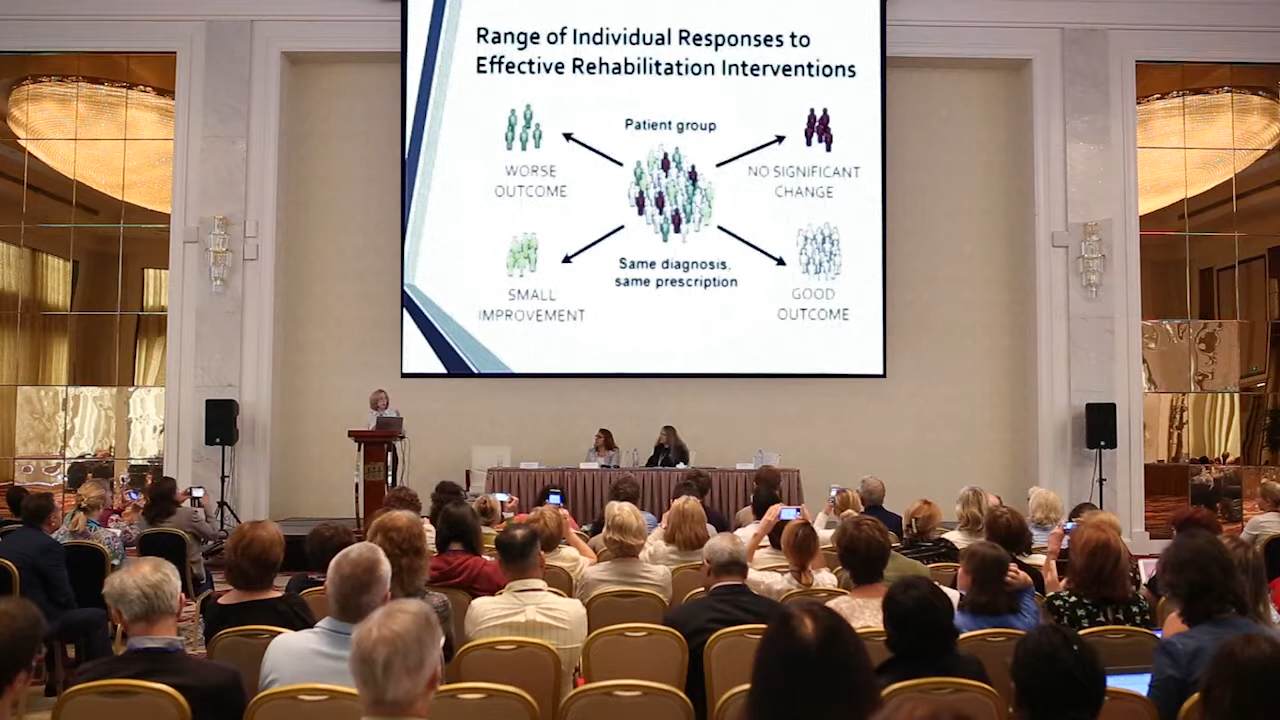 Range of Individual Responses to
Effective Rehabilitation Interventions
Patient group
WORSE
OUTCOME
NO SIGNIFICANT
CHANGE
Same diagnosis,
same prescription
SMALL
IMPROVEMENT
GOOD
OUTCOME